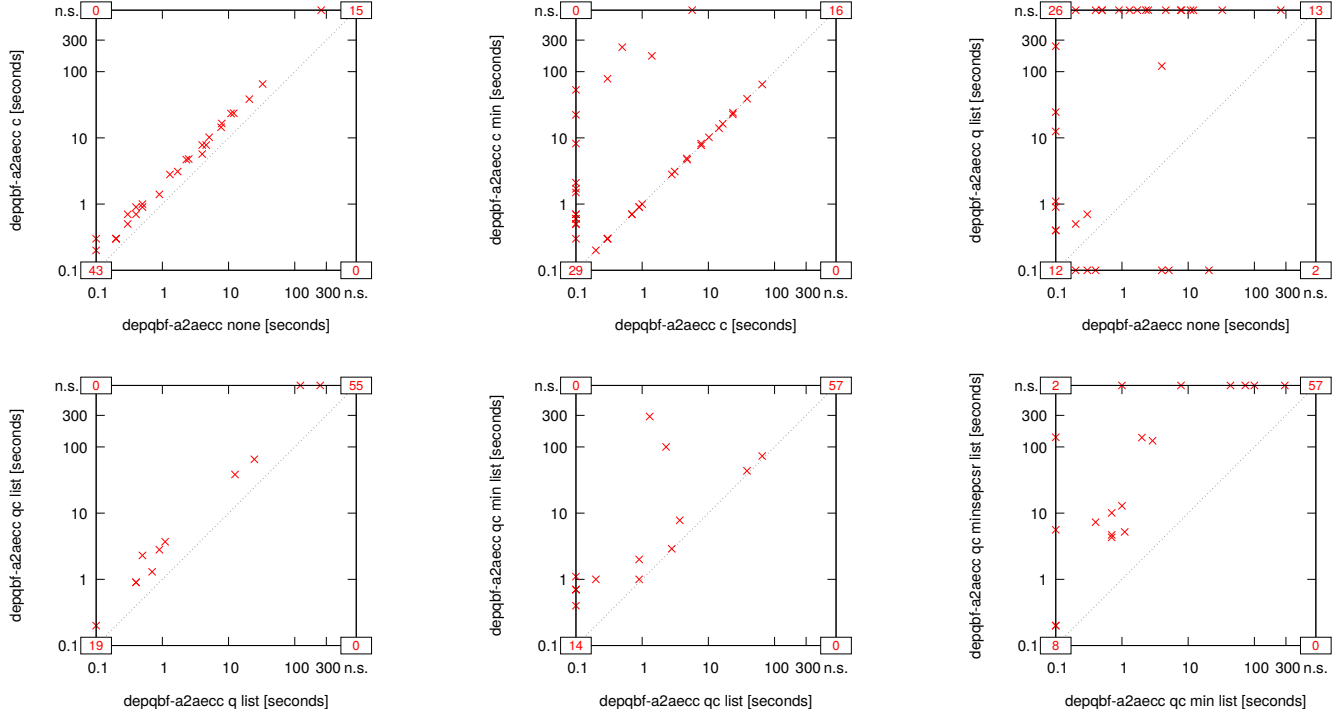 n.s. 0 15
300
100
10
1
0.1 43 0
0.1 1 10 100 300 n.s.
depqbf-a2aecc c [seconds]
depqbf-a2aecc none [seconds]
n.s. 0 16
300
100
10
1
0.1 29 0
0.1 1 10 100 300 n.s.
depqbf-a2aecc c min [seconds]
depqbf-a2aecc c [seconds]
n.s. 26 13
300
100
10
1
0.1 12 2
0.1 1 10 100 300 n.s.
depqbf-a2aecc q list [seconds]
depqbf-a2aecc none [seconds]
n.s. 0 55
300
100
10
1
0.1 19 0
0.1 1 10 100 300 n.s.
depqbf-a2aecc qc list [seconds]
depqbf-a2aecc q list [seconds]
n.s. 0 57
300
100
10
1
0.1 14 0
0.1 1 10 100 300 n.s.
depqbf-a2aecc qc min list [seconds]
depqbf-a2aecc qc list [seconds]
n.s. 2 57
300
100
10
1
0.1 8 0
0.1 1 10 100 300 n.s.
depqbf-a2aecc qc minsepcsr list [seconds]
depqbf-a2aecc qc min list [seconds]